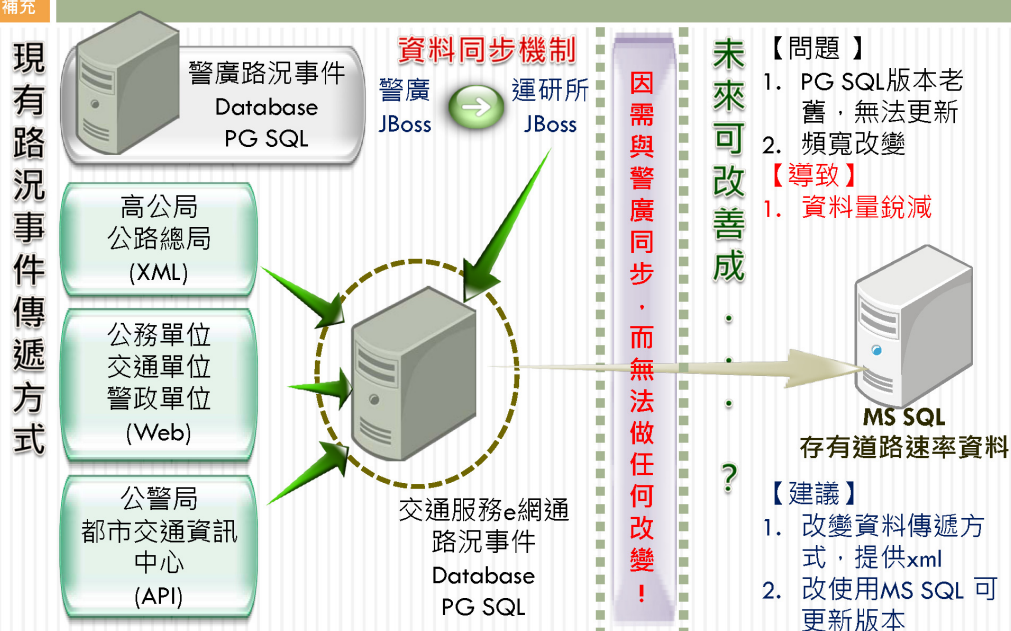 補充
現有路況事件傳遞方式
警廣路況事件
Database
PG SQL
資料同步機制
警廣
JBoss
運研所
JBoss
高公局
公路總局
(XML)
公務單位
交通單位
警政單位
(Web)
公警局
都市交通資訊
中心
(API)
交通服務e網通
路況事件
Database
PG SQL
因需與警廣同步，而無法做任何改變！
未來可改善成...？
【問題 】
1. PG SQL版本老
舊，無法更新
2. 頻寬改變
【導致】
1. 資料量銳減
MS SQL
存有道路速率資料
【建議】
1. 改變資料傳遞方
式，提供xml
2. 改使用MS SQL 可
更新版本